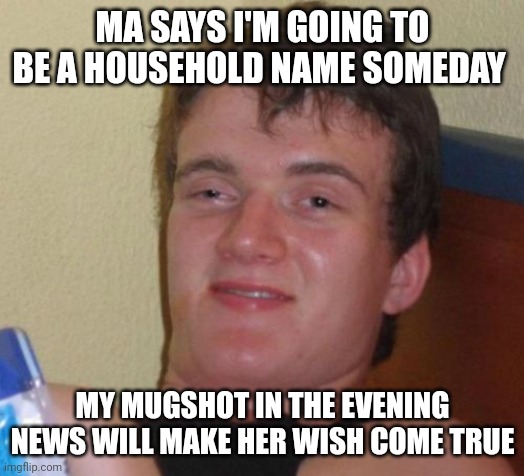 MA SAYS I'M GOING TO
BE A HOUSEHOLD NAME SOMEDAY
MY MUGSHOT IN THE EVENING
NEWS WILL MAKE HER WISH COME TRUE
imgflip.com